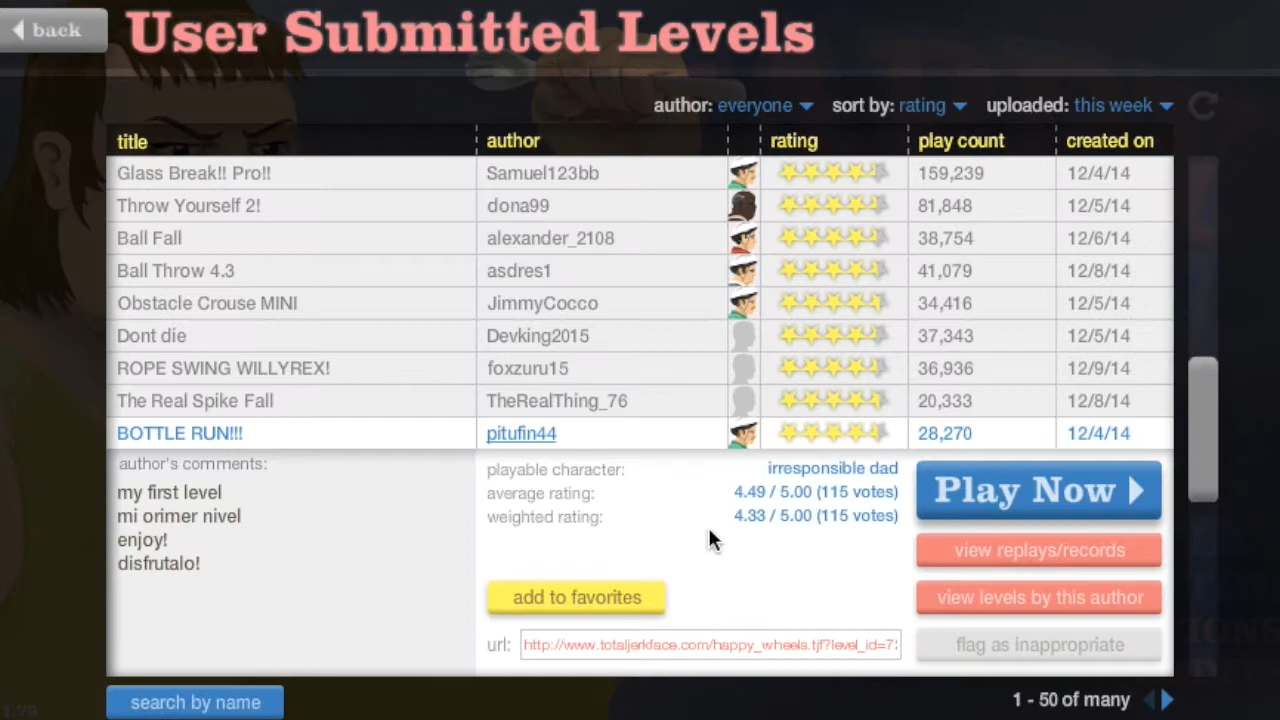 back
User Submitted Levels
author: everyone sort by: rating uploaded: this week
title author rating play count created on
Glass Break!! Pro!! Samuel123bb 159,239 12/4/14
Throw Yourself 2! dona99 81,848 12/5/14
Ball Fall alexander_2108 38,754 12/6/14
Ball Throw 4.3 asdres1 41,079 12/8/14
Obstacle Crouse MINI JimmyCocco 34,416 12/5/14
Dont die Devking2015 37,343 12/5/14
ROPE SWING WILLYREX! foxzuru15 36,936 12/9/14
The Real Spike Fall TheRealThing_76 20,333 12/8/14
BOTTLE RUN!!! pitufin44 28,270 12/4/14
author's comments:
my first level
mi orimer nivel
enjoy!
disfrutalo!
playable character: irresponsible dad
average rating: 4.49 / 5.00 (115 votes)
weighted rating: 4.33 / 5.00 (115 votes)
Play Now
view replays/records
add to favorites
view levels by this author
url: http://www.totaljerkface.com/happy_wheels.tjf?level_id=7
flag as inappropriate
search by name
1 - 50 of many